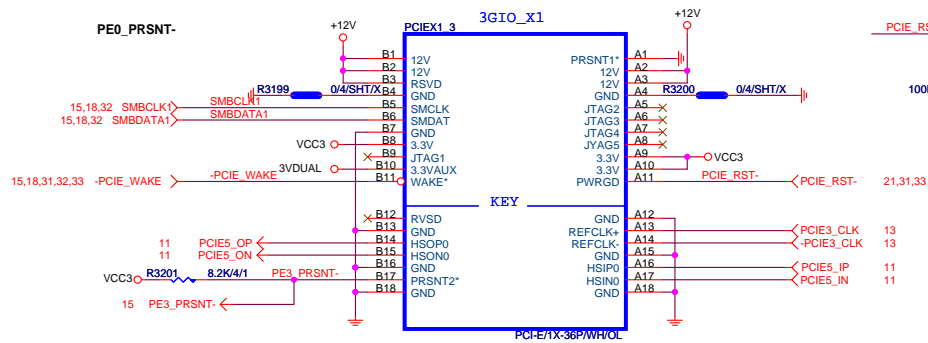 3GIO_X1
PE0_PRSNT-
+12V
PCIEX1_3
+12V
PCIE_RS
B1 12V
B2 12V
B3 RSVD
R3199 0/4/SHT/X B4 GND
15,18,32 SMBCLK1 SMBCLK1 B5 SMCLK
15,18,32 SMBDATA1 SMBDATA1 B6 SMDAT
B7 GND
VCC3 B8 3.3V
B9 JTAG1
3VDUAL B10 3.3VAUX
15,18,31,32,33 -PCIE_WAKE -PCIE_WAKE B11 WAKE*
PRSNT1* A1
12V A2
12V A3
GND A4 R3200 0/4/SHT/X
JTAG2 A5
JTAG3 A6
JTAG4 A7
JYAG5 A8
3.3V A9 VCC3
3.3V A10
PWRGD A11 PCIE_RST- PCIE_RST- 21,31,33
KEY
B12 RVSD
B13 GND
11 PCIE5_OP B14 HSOP0
11 PCIE5_ON B15 HSON0
B16 GND
VCC3 R3201 8.2K/4/1 PE3_PRSNT- B17 PRSNT2*
B18 GND
15 PE3_PRSNT-
GND A12
REFCLK+ A13 PCIE3_CLK 13
REFCLK- A14 -PCIE3_CLK 13
GND A15
HSIP0 A16 PCIE5_IP 11
HSIN0 A17 PCIE5_IN 11
GND A18
PCI-E/1X-36P/WH/OL